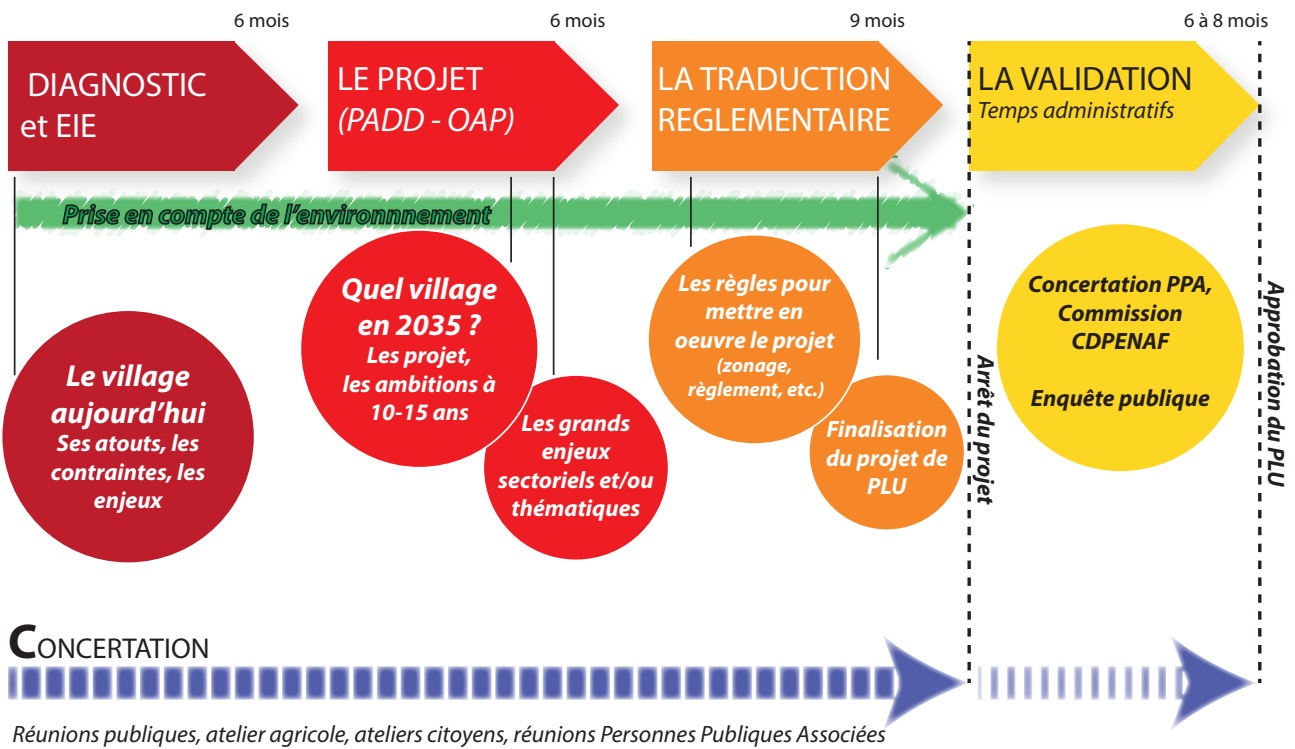 6 mois
6 mois
9 mois
6 à 8 mois
DIAGNOSTIC
et EIE
LE PROJET
(PADD - OAP)
LA TRADUCTION
REGLEMENTAIRE
LA VALIDATION
Temps administratifs
Prise en compte de l'environnnement
Le village
aujourd'hui
Ses atouts, les
contraintes, les
enjeux
Quel village
en 2035 ?
Les projet,
les ambitions à
10-15 ans
Les grands
enjeux
sectoriels et/ou
thématiques
Les règles pour
mettre en
oeuvre le projet
(zonage,
règlement, etc.)
Finalisation
du projet de
PLU
Arrêt du projet
Concertation PPA,
Commission
CDPENAF
Enquête publique
Approbation du PLU
CONCERTATION
Réunions publiques, atelier agricole, ateliers citoyens, réunions Personnes Publiques Associées